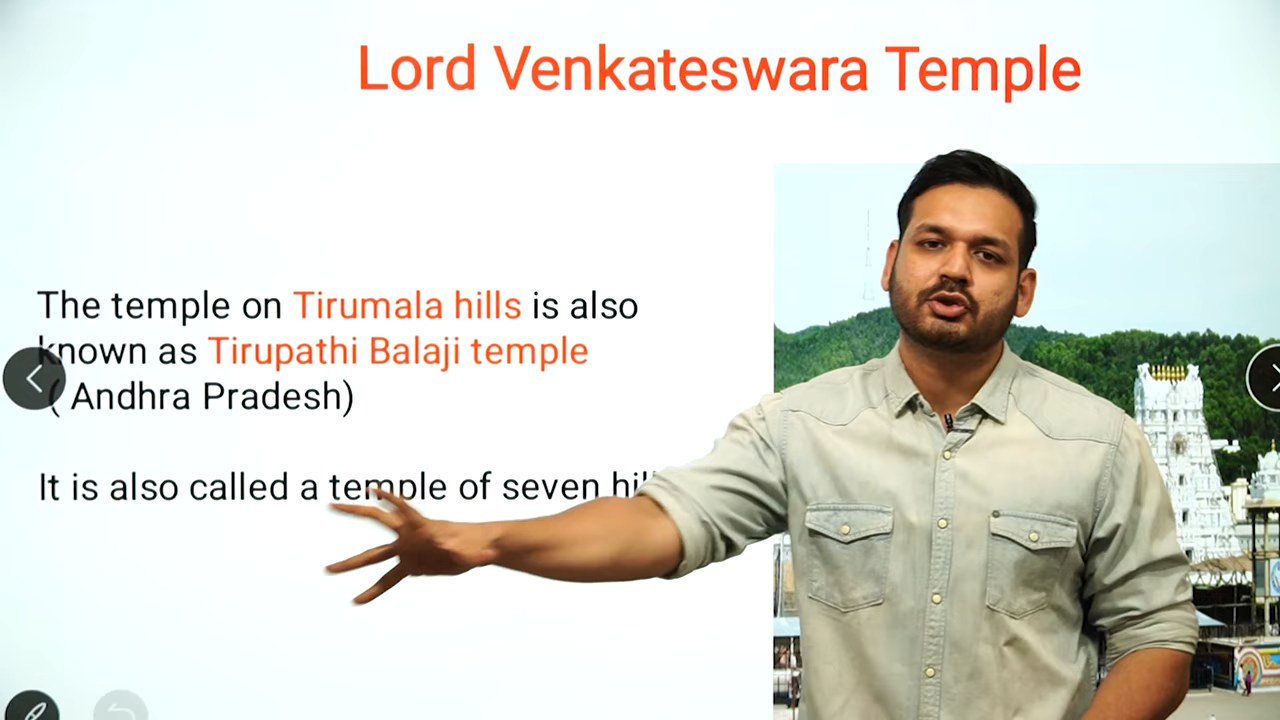 Lord Venkateswara Temple
The temple on Tirumala hills is also
known as Tirupathi Balaji temple
( Andhra Pradesh)
It is also called a temple of seven